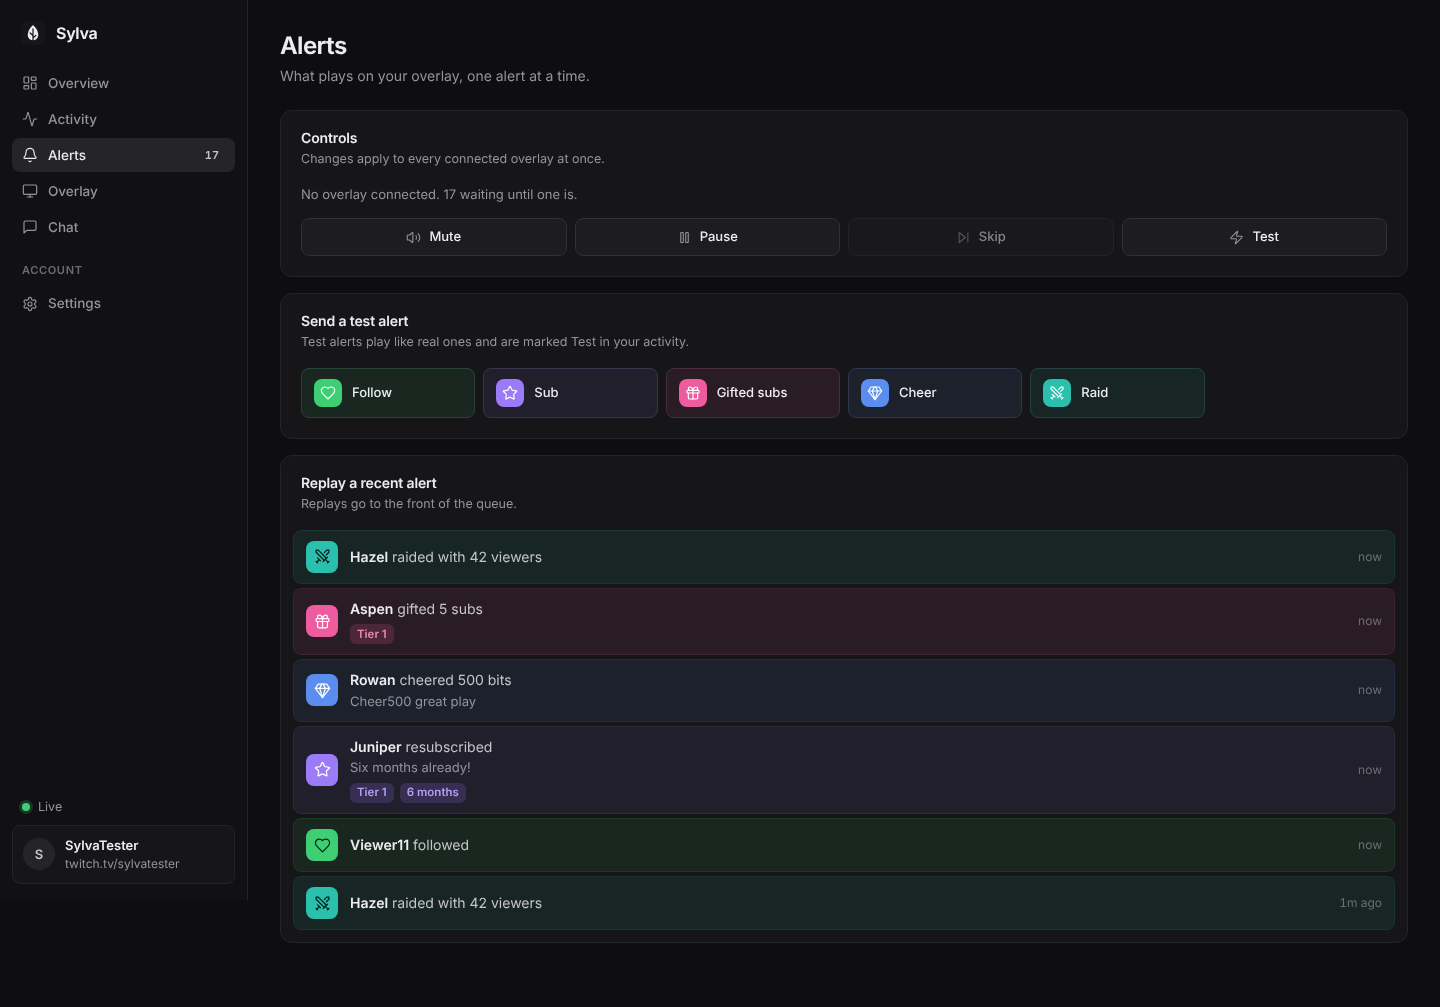 Sylva
Overview
Activity
Alerts 17
Overlay
Chat
ACCOUNT
Settings
Live
S
SylvaTester
twitch.tv/sylvatester
Alerts
What plays on your overlay, one alert at a time.
Controls
Changes apply to every connected overlay at once.
No overlay connected. 17 waiting until one is.
Mute Pause Skip Test
Send a test alert
Test alerts play like real ones and are marked Test in your activity.
Follow Sub Gifted subs Cheer Raid
Replay a recent alert
Replays go to the front of the queue.
Hazel raided with 42 viewers now
Aspen gifted 5 subs now
Tier 1
Rowan cheered 500 bits now
Cheer500 great play
Juniper resubscribed
Six months already! now
Tier 1 6 months
Viewer11 followed now
Hazel raided with 42 viewers 1m ago